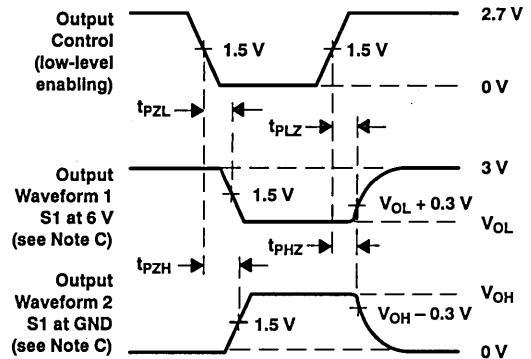 Output
Control
(low-level
enabling)
2.7 V
1.5 V
1.5 V
0 V
tPZL
tPLZ
Output
Waveform 1
S1 at 6 V
(see Note C)
3 V
1.5 V
VOL + 0.3 V
VOL
tPZH
tPHZ
Output
Waveform 2
S1 at GND
(see Note C)
VOH
1.5 V
VOH – 0.3 V
0 V